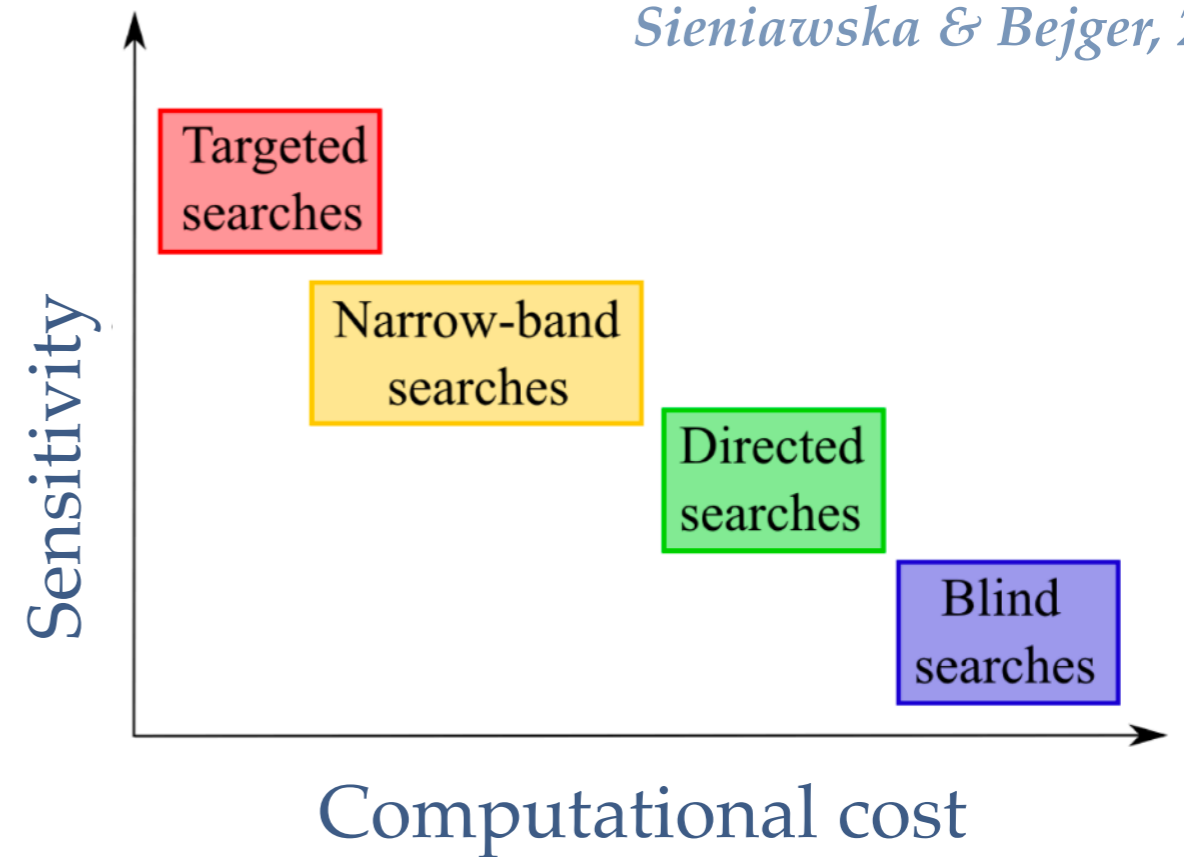 Sieniawska & Bejger,
Targeted
searches
Narrow-band
searches
Directed
searches
Blind
searches
Sensitivity
Computational cost